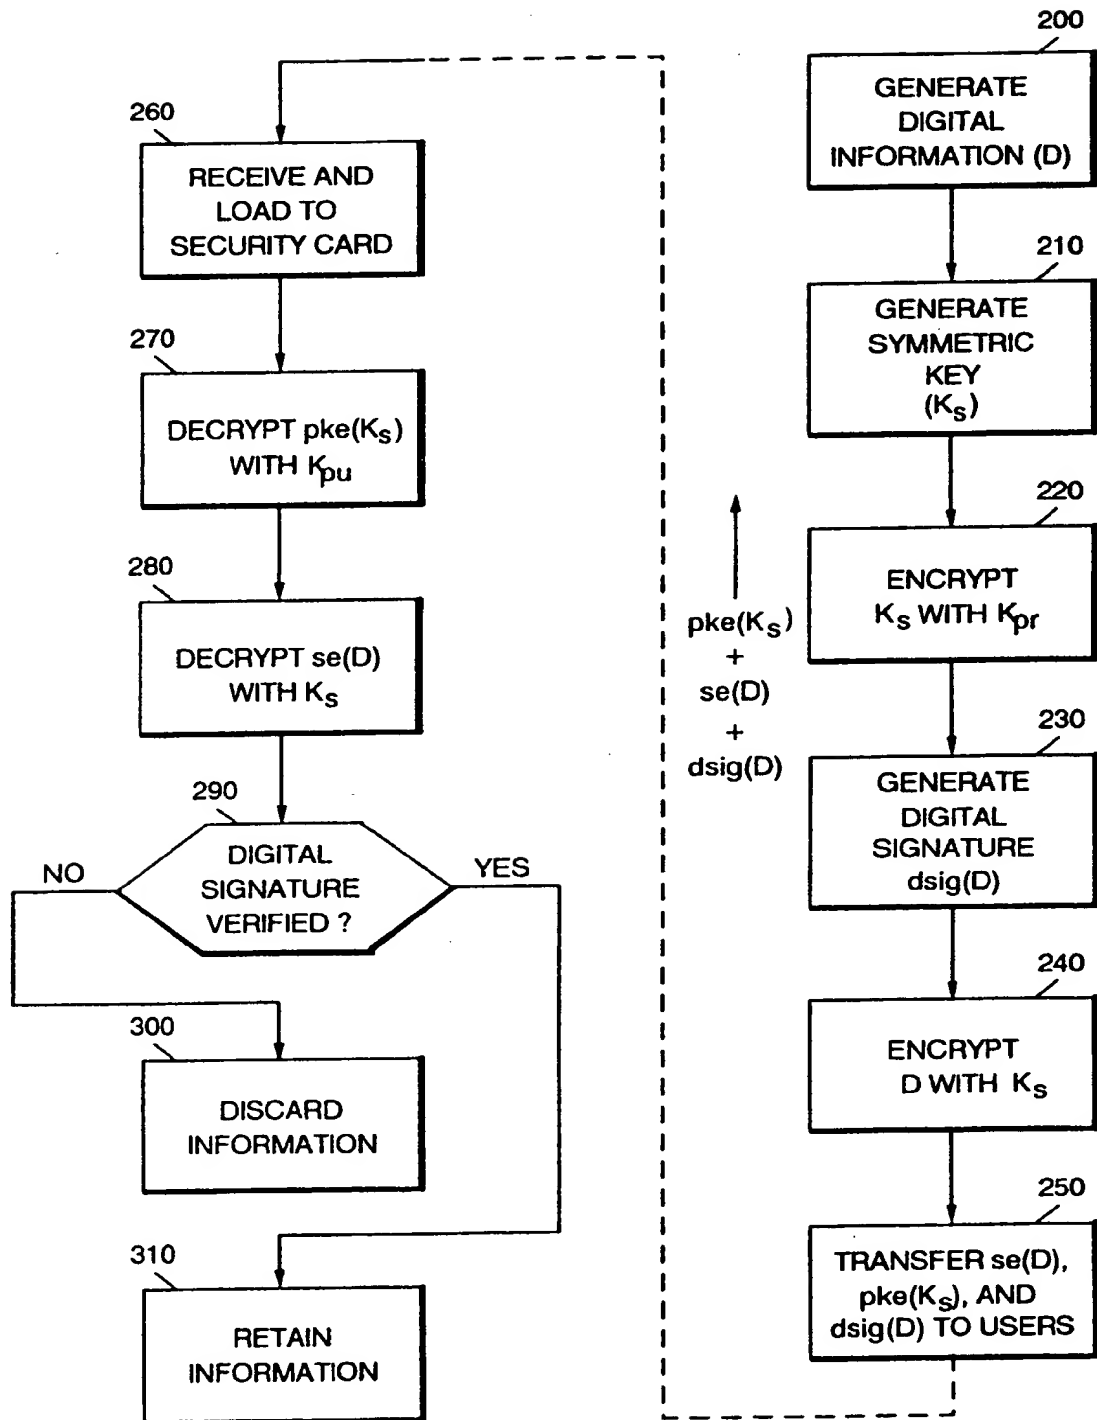 200
GENERATE
DIGITAL
INFORMATION (D)
210
GENERATE
SYMMETRIC
KEY
(Ks)
220
ENCRYPT
Ks WITH Kpr
230
GENERATE
DIGITAL
SIGNATURE
dsig(D)
240
ENCRYPT
D WITH Ks
250
TRANSFER se(D),
pke(Ks), AND
dsig(D) TO USERS
pke(Ks)
+
se(D)
+
dsig(D)
260
RECEIVE AND
LOAD TO
SECURITY CARD
270
DECRYPT pke(Ks)
WITH Kpu
280
DECRYPT se(D)
WITH Ks
290
DIGITAL
SIGNATURE
VERIFIED ?
NO
YES
300
DISCARD
INFORMATION
310
RETAIN
INFORMATION